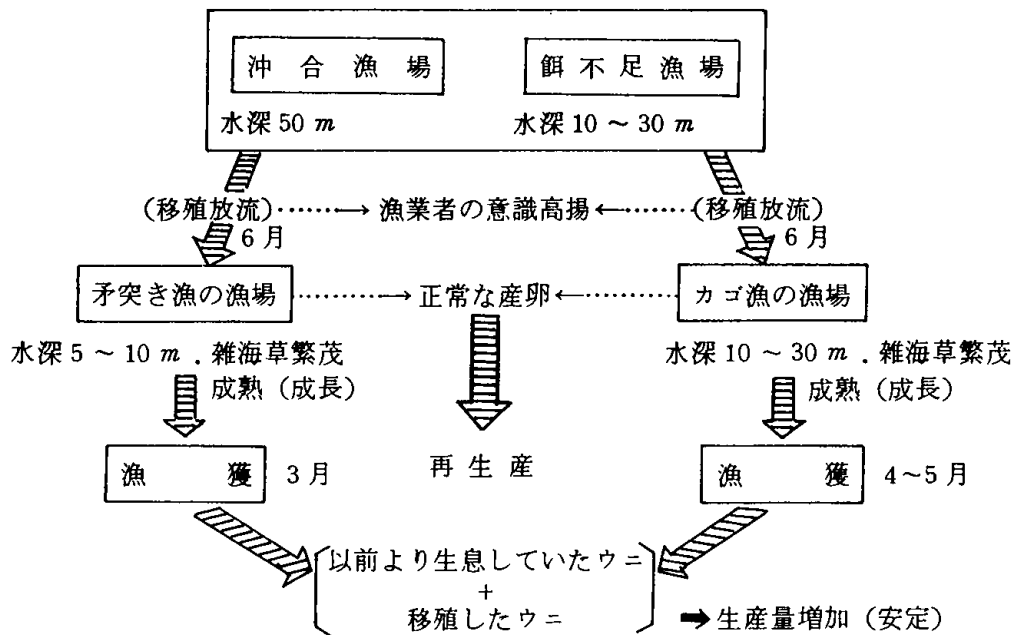 沖合漁場 餌不足漁場
水深50 m 水深10～30 m
(移殖放流)‥‥‥→漁業者の意識高揚←‥‥‥(移殖放流)
6月 6月
矛突き漁の漁場‥‥‥‥→正常な産卵←‥‥‥‥カゴ漁の漁場
水深5～10 m．雑海草繁茂 水深10～30 m．雑海草繁茂
成熟（成長） 成熟（成長）
漁獲 3月 再生産 漁獲 4～5月
以前より生息していたウニ
+
移殖したウニ ➡生産量増加（安定）